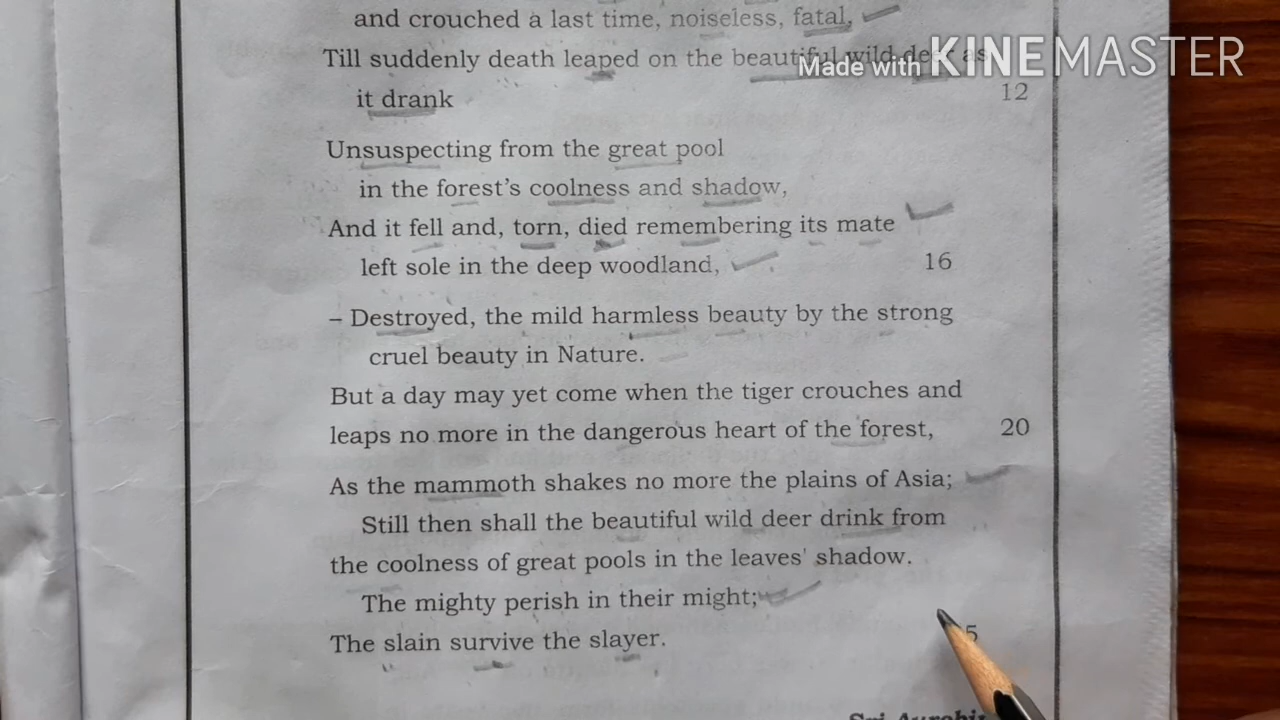 and crouched a last time, noiseless, fatal,
Till suddenly death leaped on the beautiful wild deer as
Made with KINEMASTER
it drank
12
Unsuspecting from the great pool
in the forest's coolness and shadow,
And it fell and, torn, died remembering its mate
left sole in the deep woodland,
16
– Destroyed, the mild harmless beauty by the strong
cruel beauty in Nature.
But a day may yet come when the tiger crouches and
leaps no more in the dangerous heart of the forest,
20
As the mammoth shakes no more the plains of Asia;
Still then shall the beautiful wild deer drink from
the coolness of great pools in the leaves' shadow.
The mighty perish in their might;
5
The slain survive the slayer.
Sri